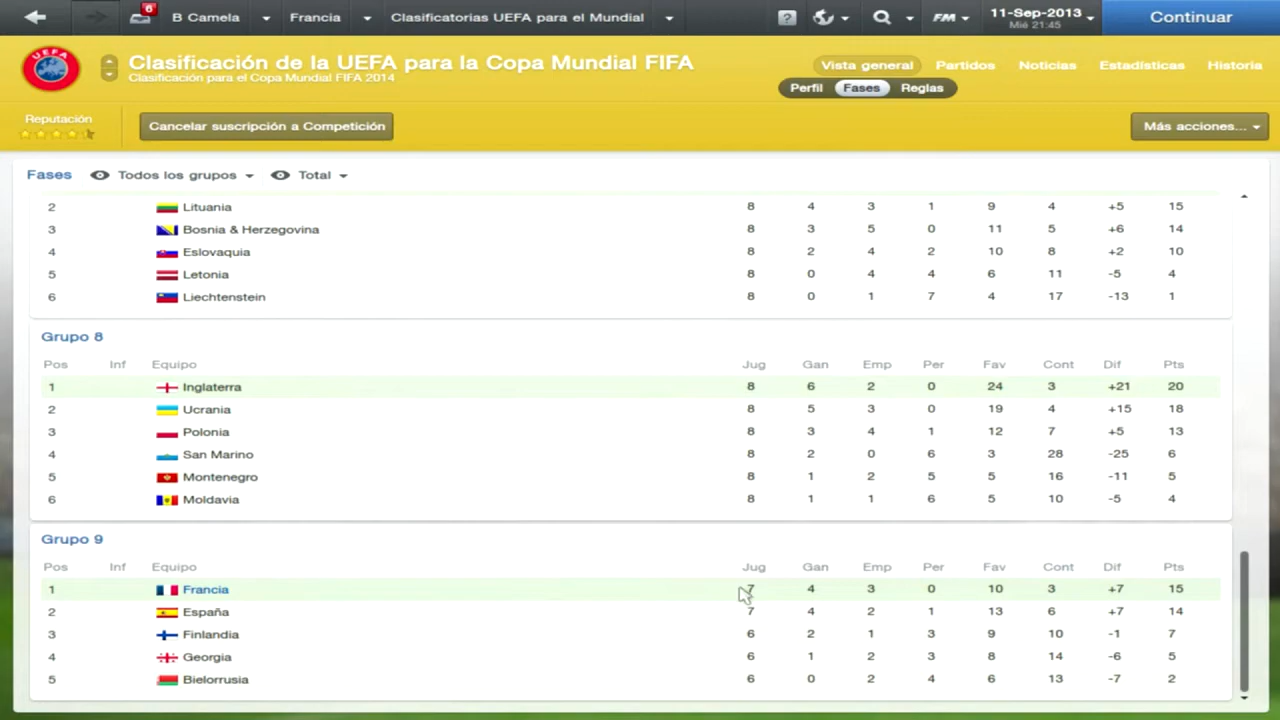 6 B Camela Francia Clasificatorias UEFA para el Mundial ? FM 11-Sep-2013 Continuar
Mié 21:45
UEFA
Clasificación de la UEFA para la Copa Mundial FIFA
Clasificación para el Copa Mundial FIFA 2014
Vista general Partidos Noticias Estadísticas Historia
Perfil Fases Reglas
Reputación
Cancelar suscripción a Competición
Más acciones...
Fases Todos los grupos Total
2 Lituania 8 4 3 1 9 4 +5 15
3 Bosnia & Herzegovina 8 3 5 0 11 5 +6 14
4 Eslovaquia 8 2 4 2 10 8 +2 10
5 Letonia 8 0 4 4 6 11 -5 4
6 Liechtenstein 8 0 1 7 4 17 -13 1
Grupo 8
Pos Inf Equipo Jug Gan Emp Per Fav Cont Dif Pts
1 Inglaterra 8 6 2 0 24 3 +21 20
2 Ucrania 8 5 3 0 19 4 +15 18
3 Polonia 8 3 4 1 12 7 +5 13
4 San Marino 8 2 0 6 3 28 -25 6
5 Montenegro 8 1 2 5 5 16 -11 5
6 Moldavia 8 1 1 6 5 10 -5 4
Grupo 9
Pos Inf Equipo Jug Gan Emp Per Fav Cont Dif Pts
1 Francia 7 4 3 0 10 3 +7 15
2 España 7 4 2 1 13 6 +7 14
3 Finlandia 6 2 1 3 9 10 -1 7
4 Georgia 6 1 2 3 8 14 -6 5
5 Bielorrusia 6 0 2 4 6 13 -7 2